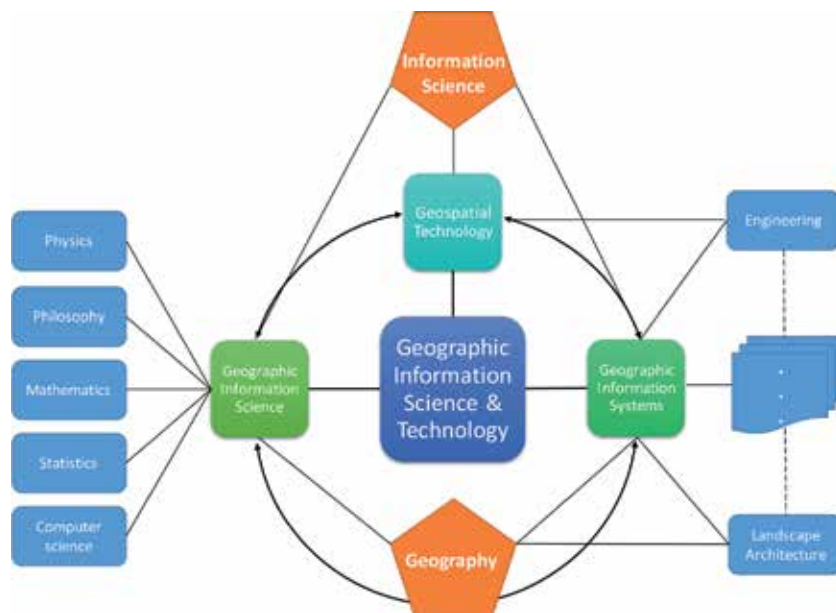 Information
Science
Geospatial
Technology
Engineering
Physics
Philosophy
Mathematics
Statistics
Computer
science
Geographic
Information
Science
Geographic
Information
Science &
Technology
Geographic
Information
Systems
Geography
Landscape
Architecture